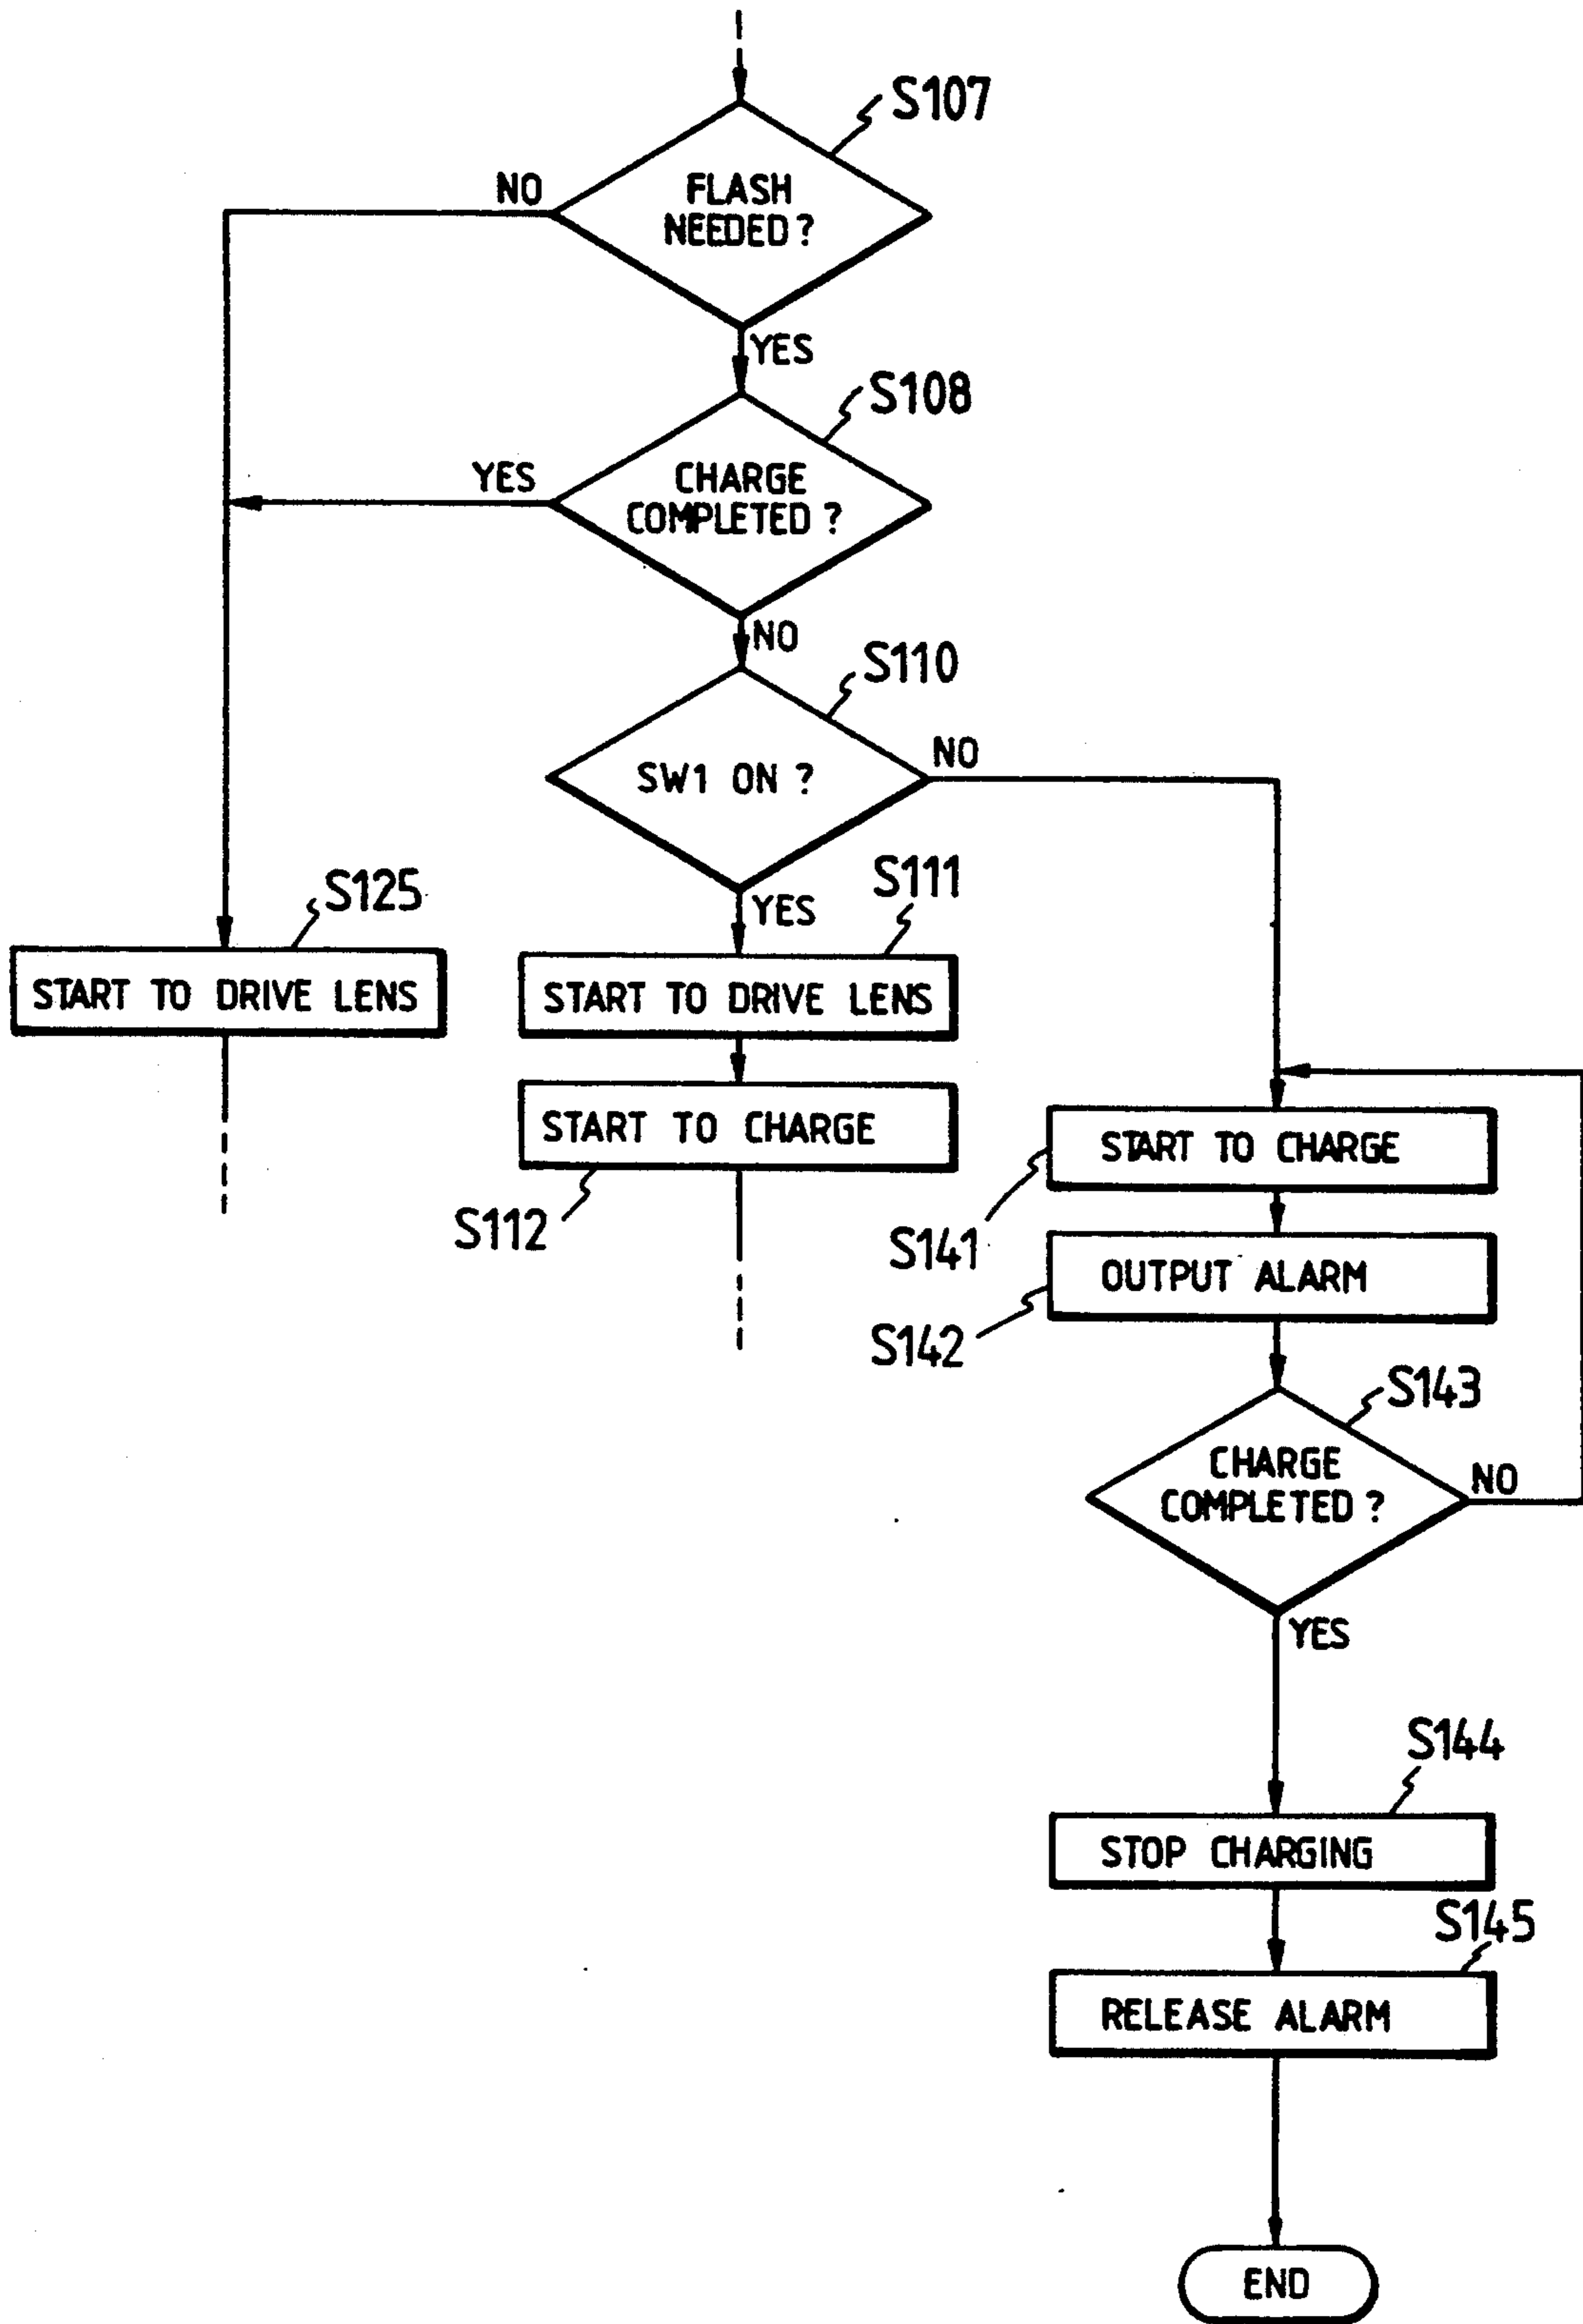 S107
NO
FLASH
NEEDED ?
YES
S108
YES
CHARGE
COMPLETED ?
NO
S110
SW1 ON ?
NO
YES
S111
S125
START TO DRIVE LENS
START TO DRIVE LENS
START TO CHARGE
S112
START TO CHARGE
S141
OUTPUT ALARM
S142
S143
CHARGE
COMPLETED ?
NO
YES
S144
STOP CHARGING
S145
RELEASE ALARM
END